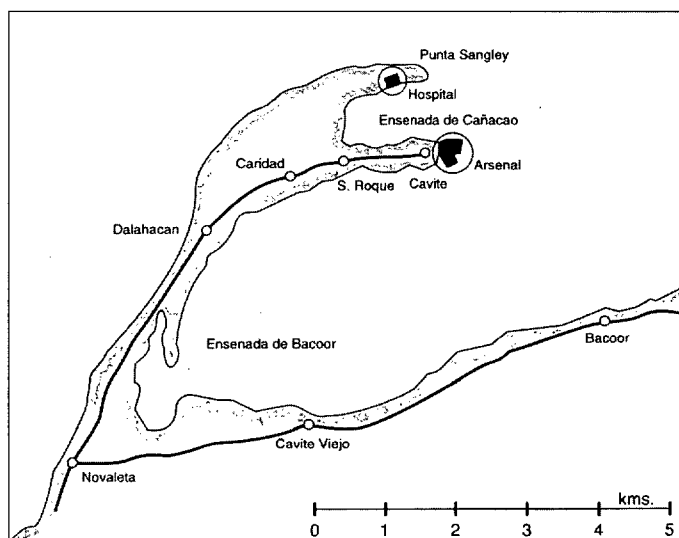 Punta Sangley
Hospital
Ensenada de Cañacao
Caridad
Arsenal
S. Roque
Cavite
Dalahacan
Ensenada de Bacoor
Bacoor
Cavite Viejo
Novaleta
kms.
0 1 2 3 4 5